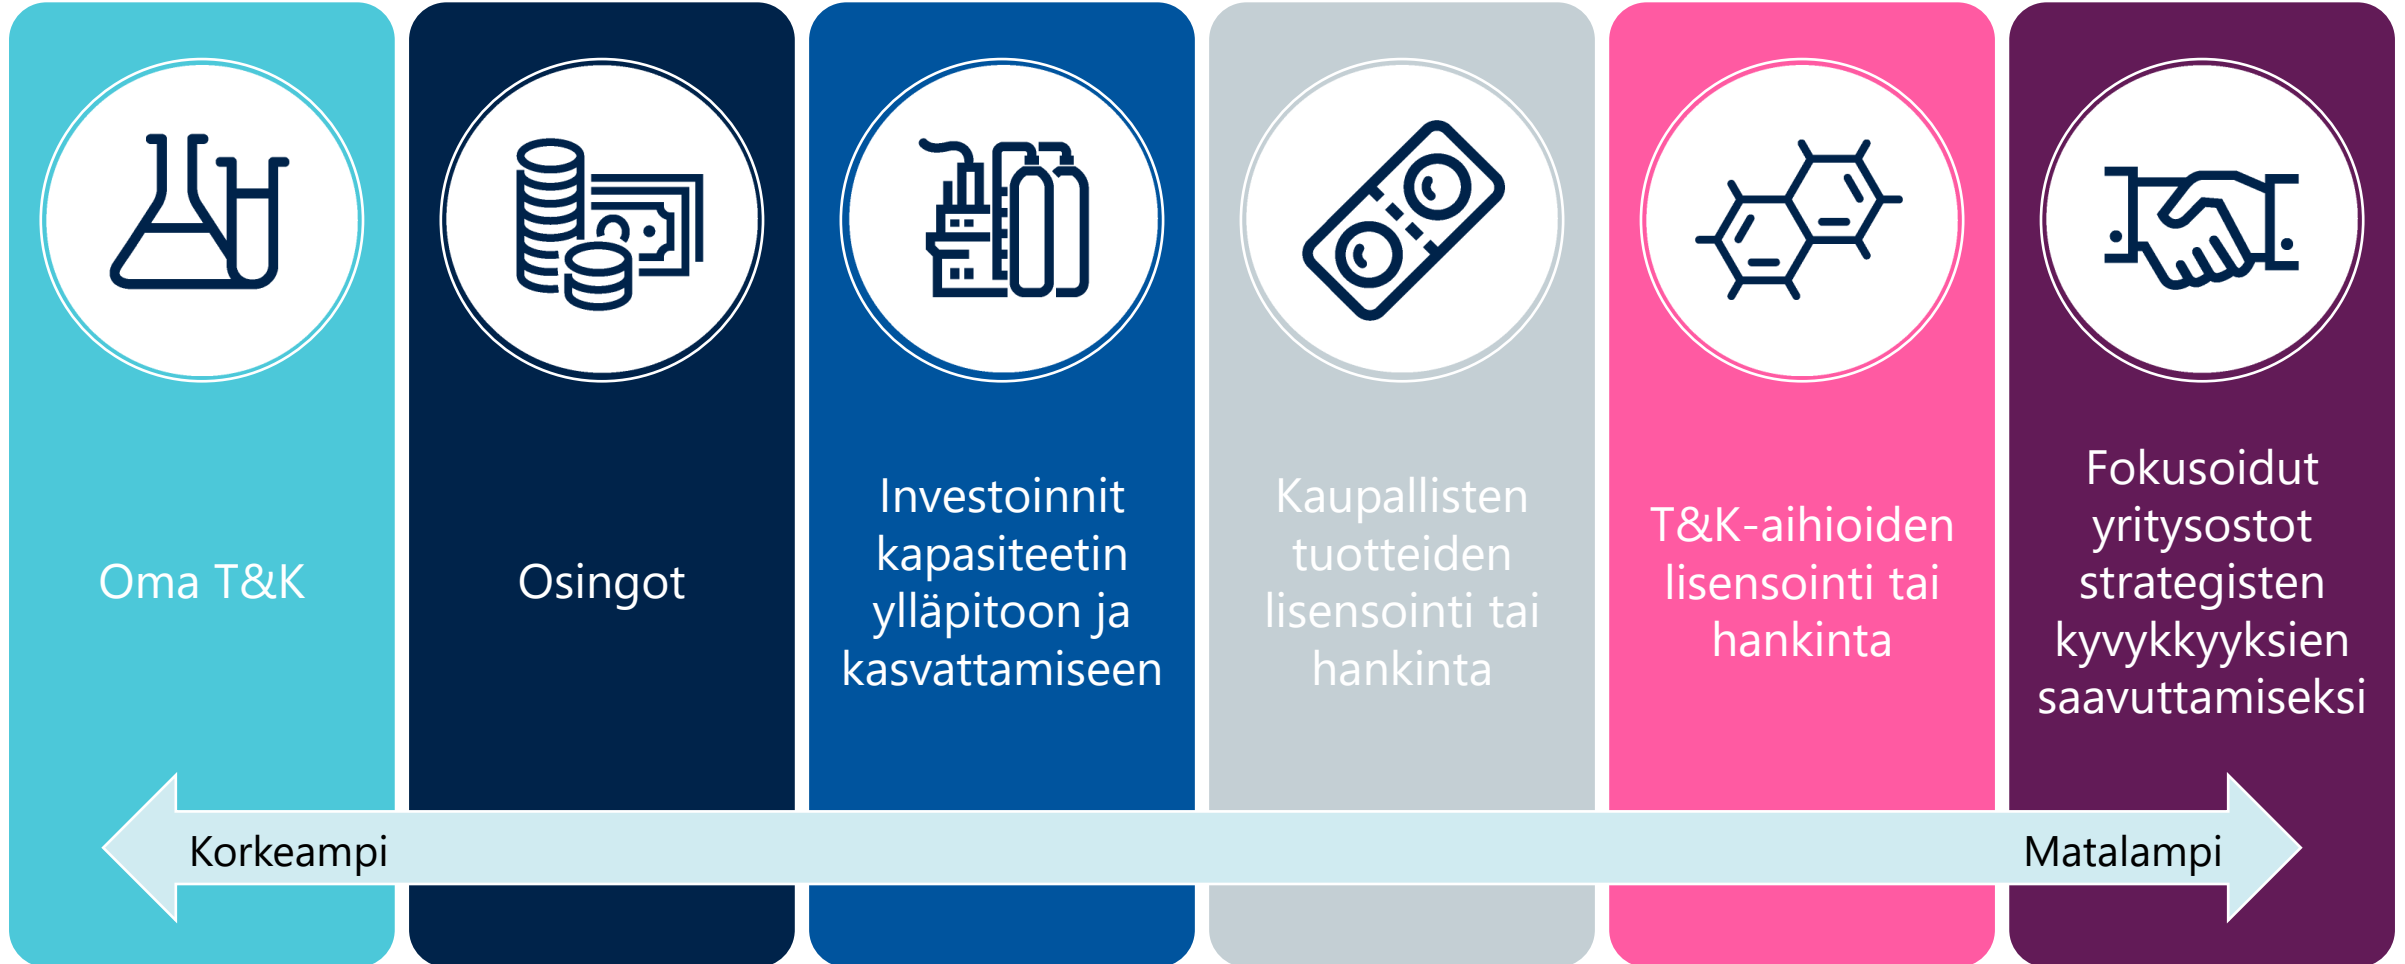 Oma T&K
Osingot
Investoinnit
kapasiteetin
ylläpitoon ja
kasvattamiseen
Kaupallisten
tuotteiden
lisensointi tai
hankinta
T&K-aihioiden
lisensointi tai
hankinta
Fokusoidut
yritysostot
strategisten
kyvykkyyksien
saavuttamiseksi
Korkeampi
Matalampi